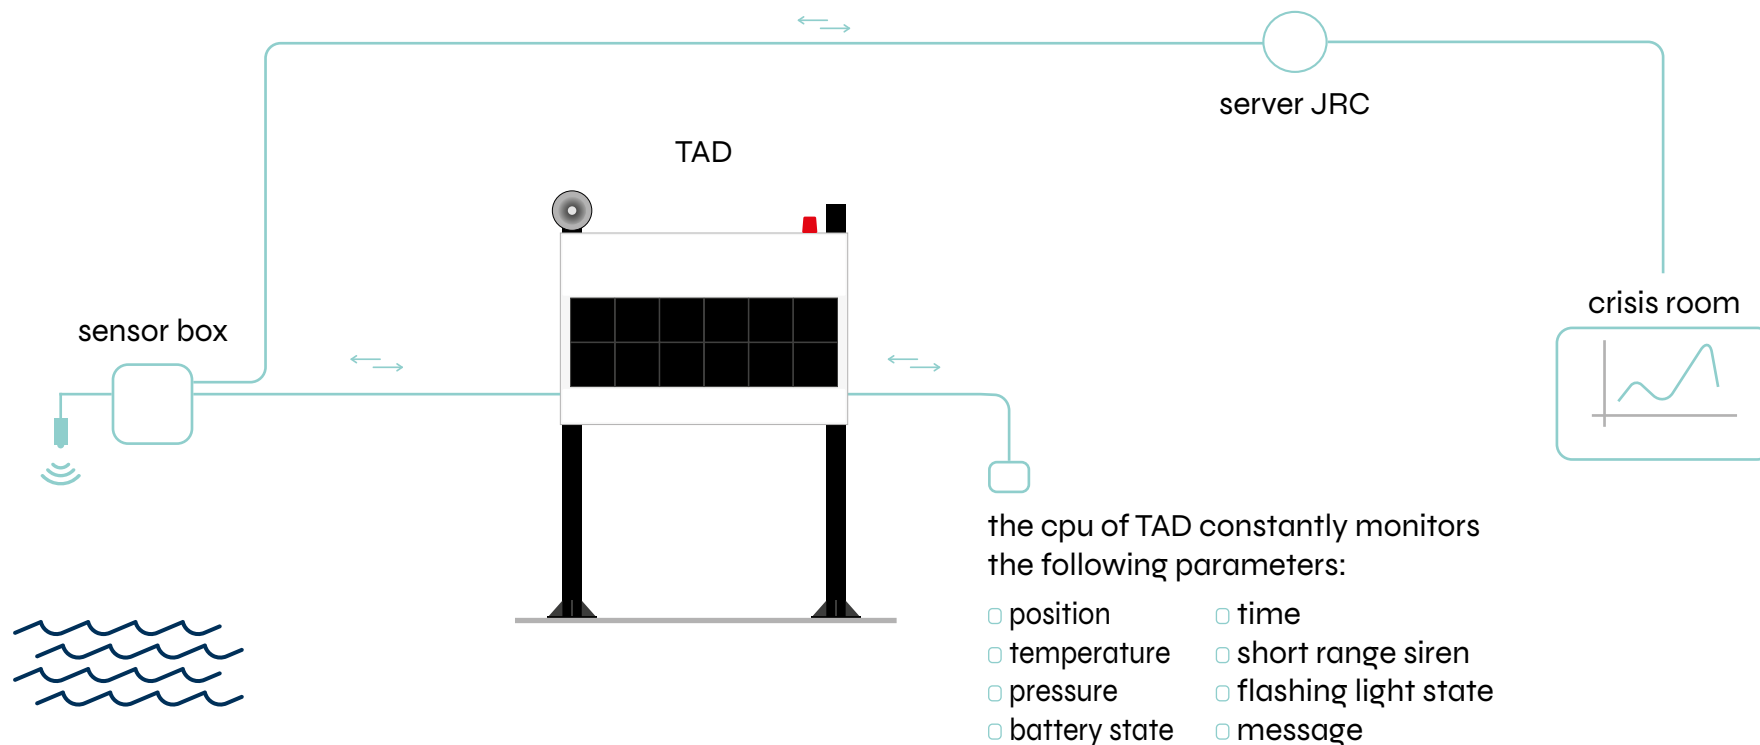 server JRC
TAD
crisis room
sensor box
the cpu of TAD constantly monitors
the following parameters:
position
temperature
pressure
battery state
time
short range siren
flashing light state
message